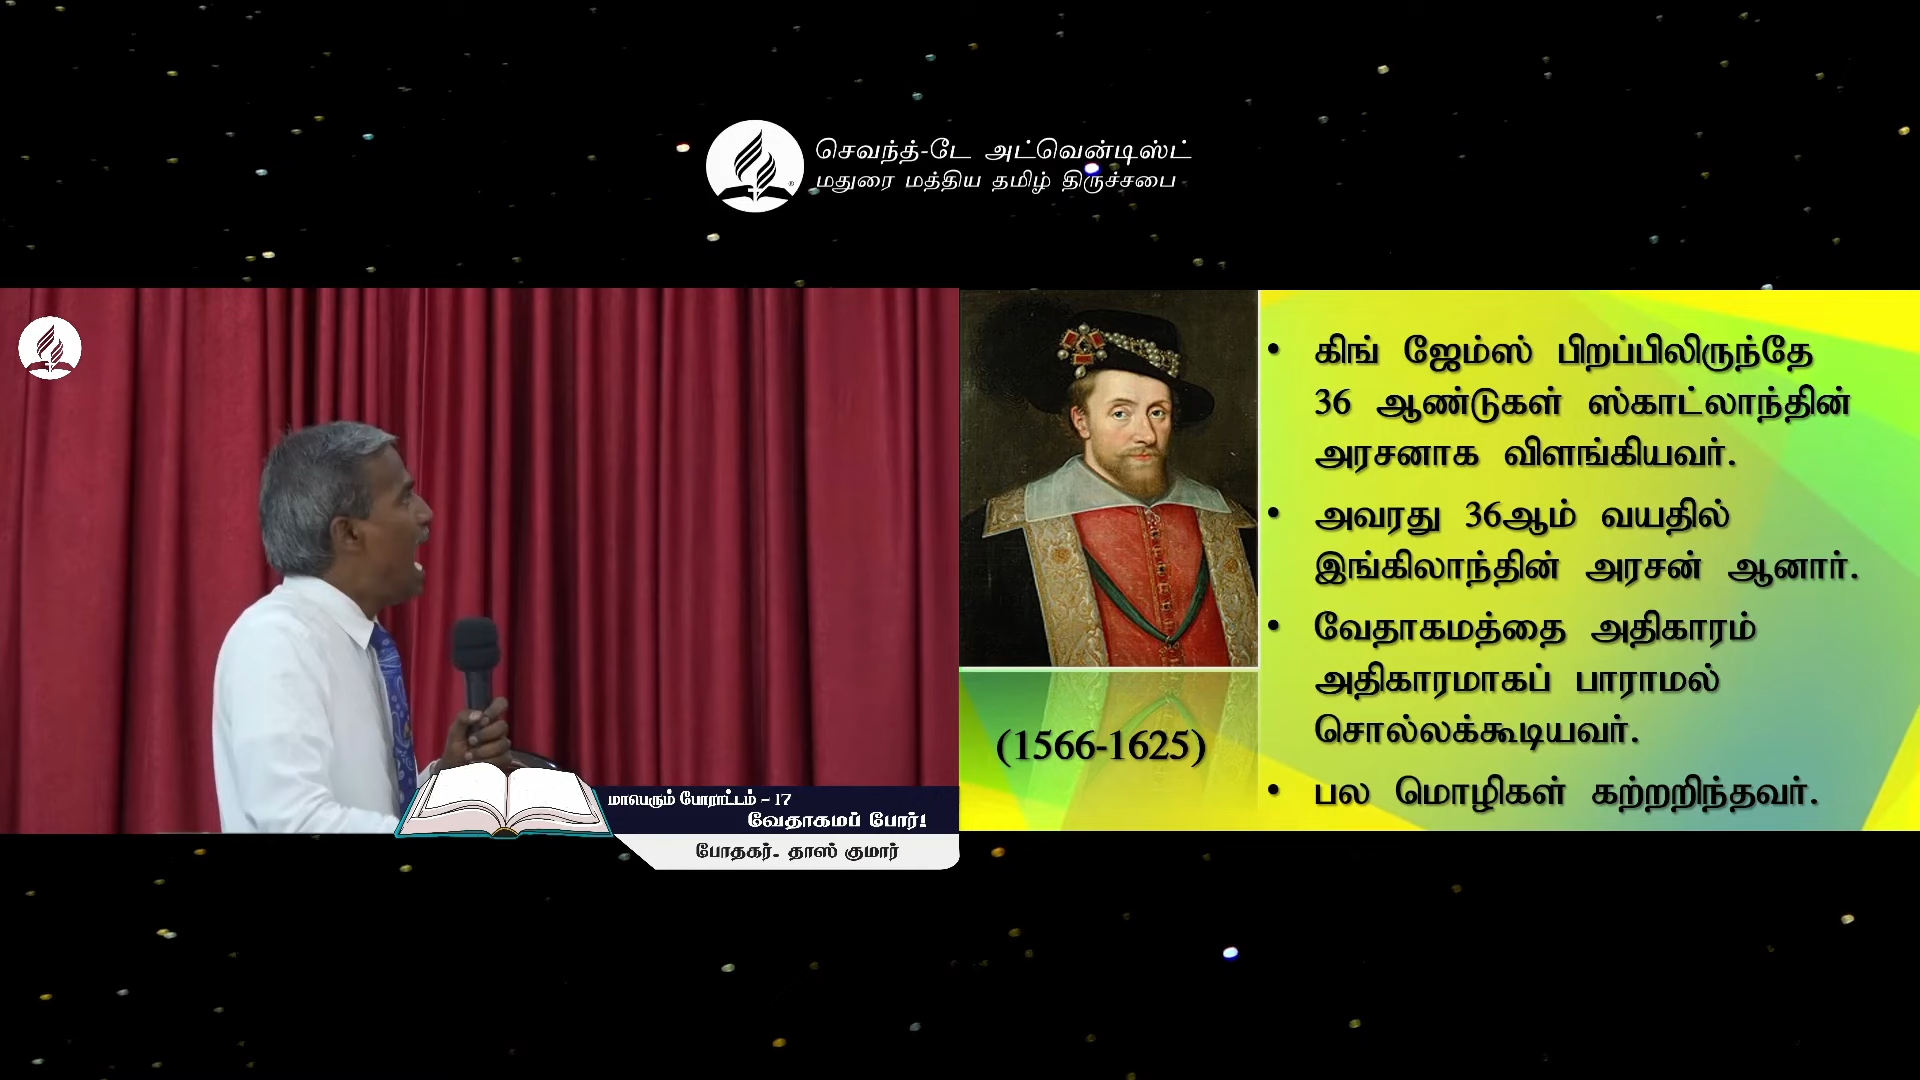 செவந்த்-டே அட்வென்டிஸ்ட்
மதுரை மத்திய தமிழ் திருச்சபை
• கிங் ஜேம்ஸ் பிறப்பிலிருந்தே
36 ஆண்டுகள் ஸ்காட்லாந்தின்
அரசனாக விளங்கியவர்.
• அவரது 36ஆம் வயதில்
இங்கிலாந்தின் அரசன் ஆனார்.
• வேதாகமத்தை அதிகாரம்
அதிகாரமாகப் பாராமல்
சொல்லக்கூடியவர்.
• பல மொழிகள் கற்றறிந்தவர்.
(1566-1625)
மாபெரும் போராட்டம் - 17
வேதாகமப் போர்!
போதகர். தாஸ் குமார்